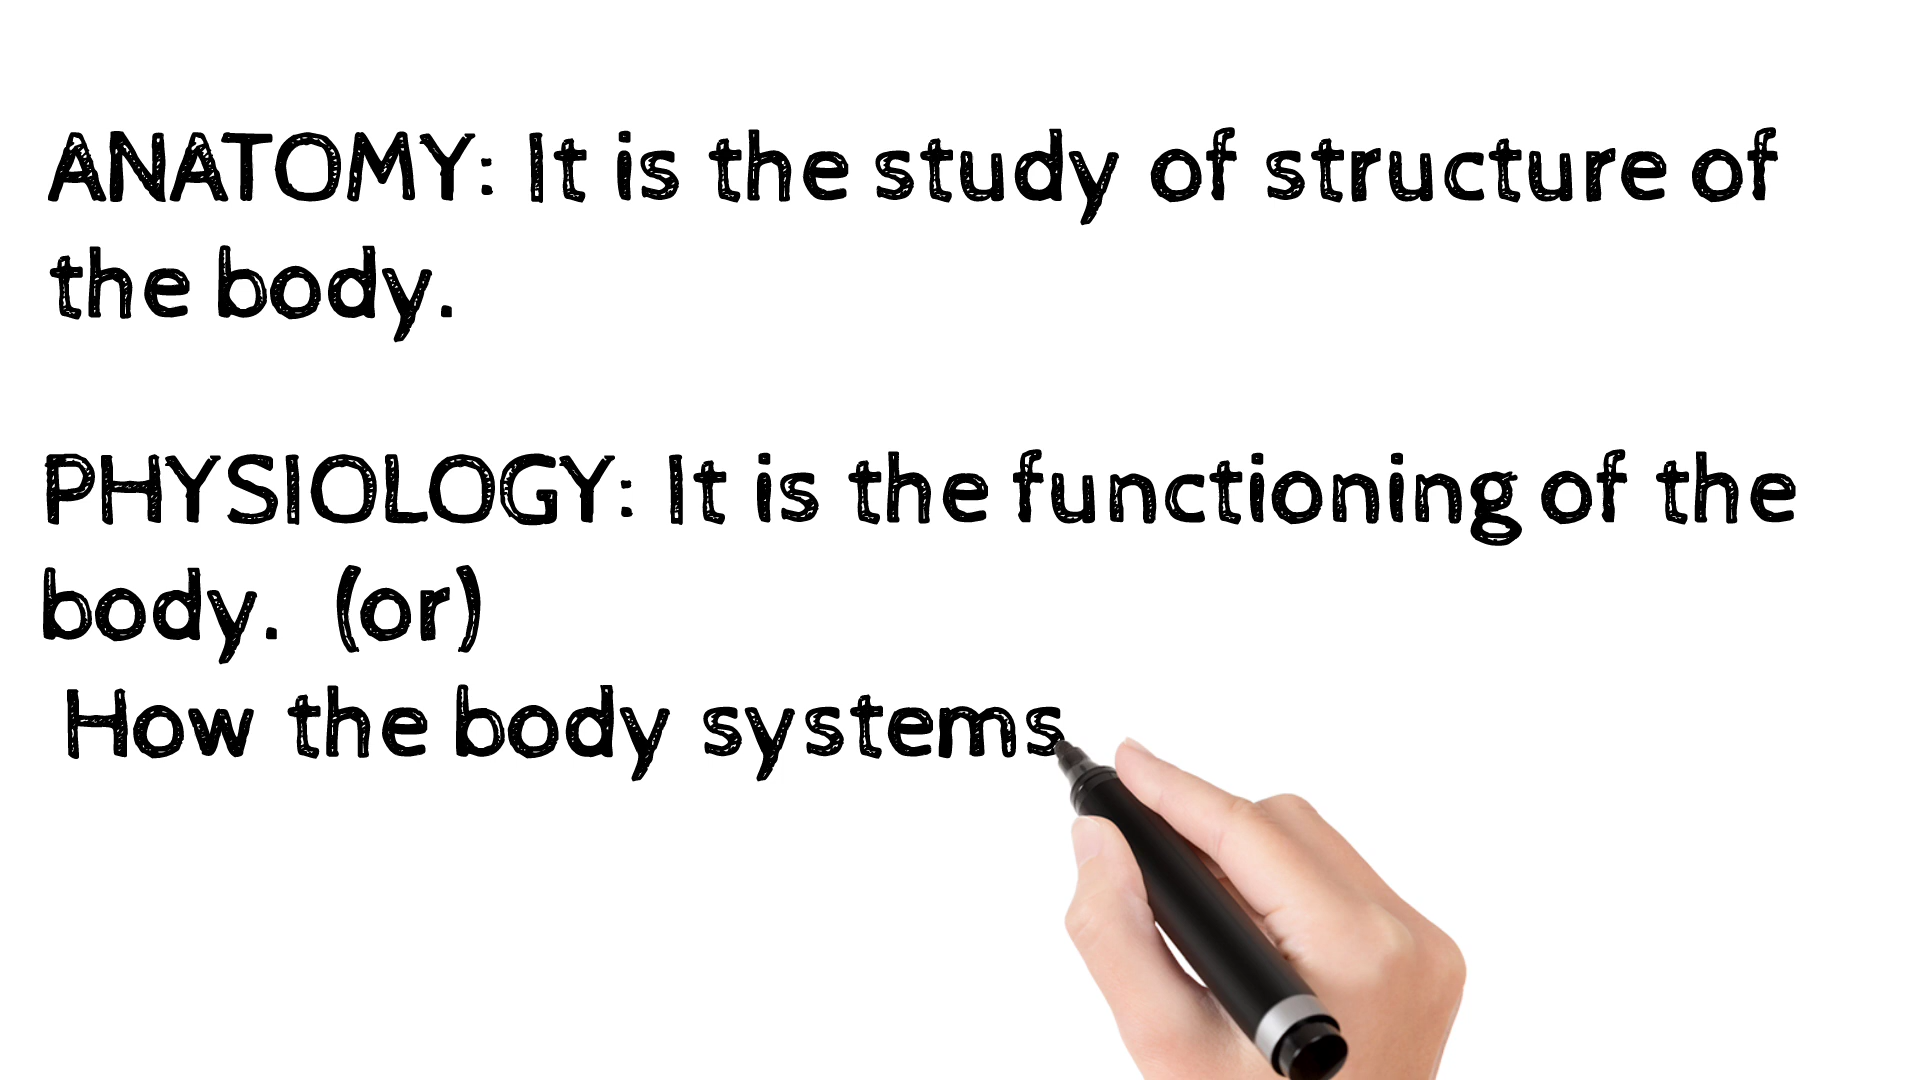 ANATOMY: It is the study of structure of
the body.
PHYSIOLOGY: It is the functioning of the
body. (or)
How the body systems